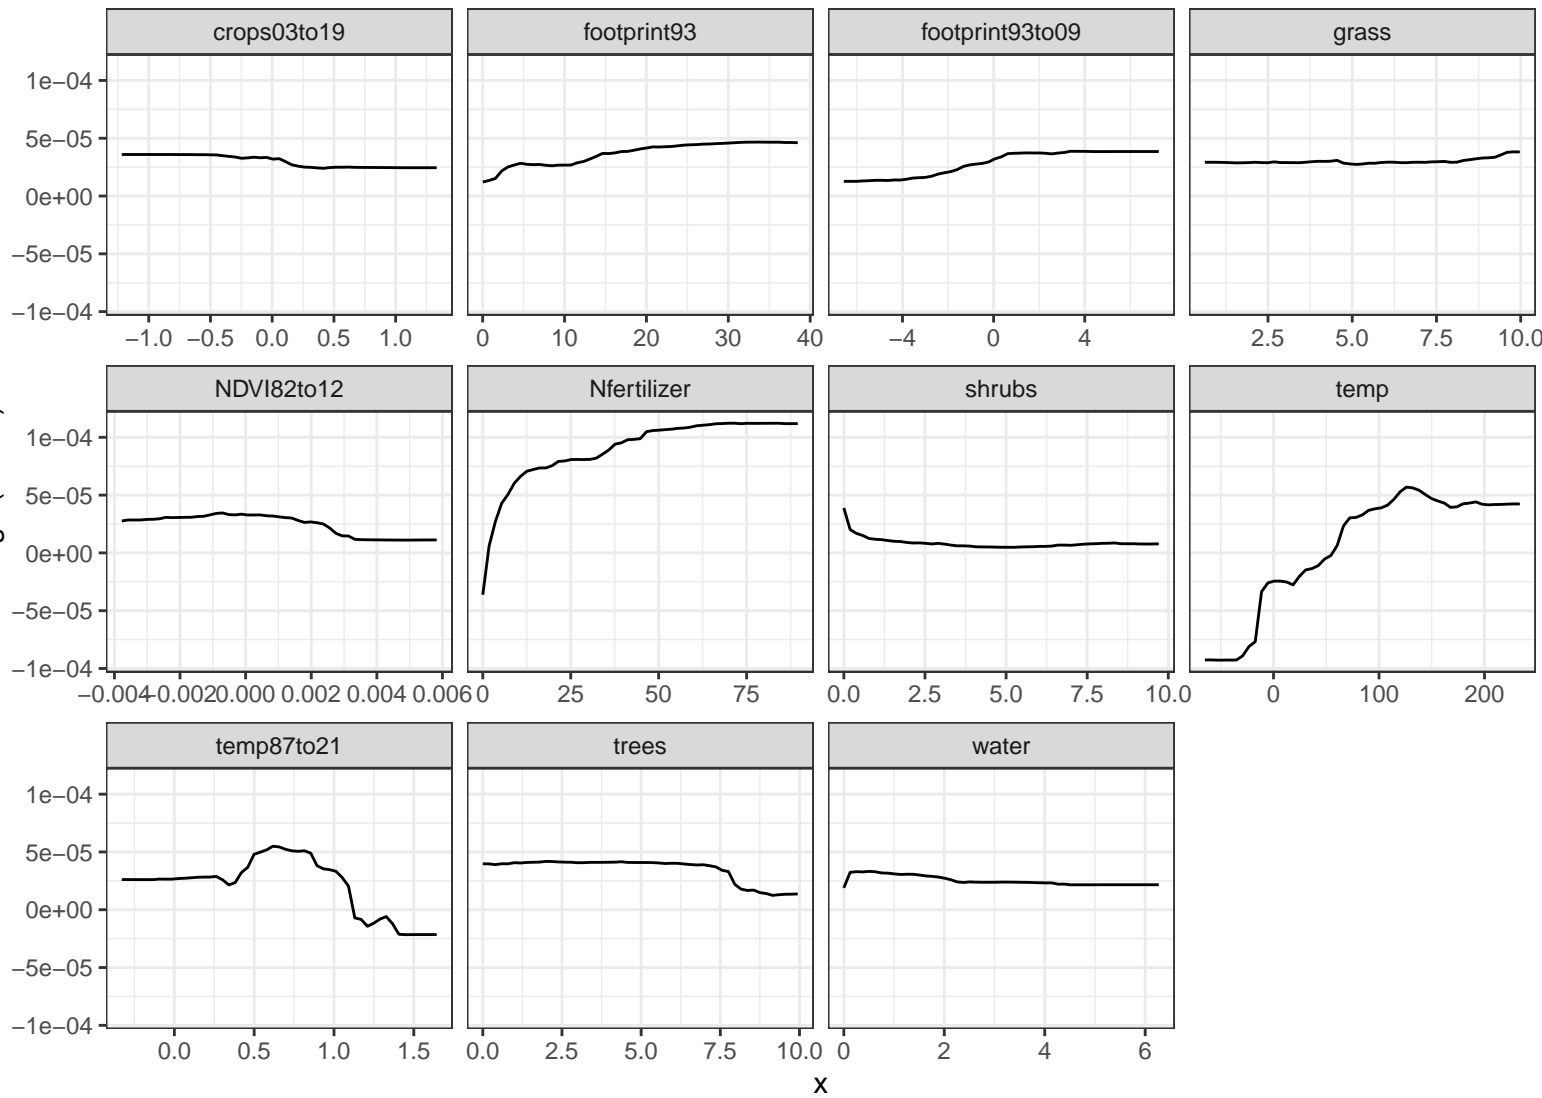 crops03to19 footprint93 footprint93to09 grass
1e−04
5e−05
0e+00
−5e−05
−1e−04
−1.0 −0.5 0.0 0.5 1.0 0 10 20 30 40 −4 0 4 2.5 5.0 7.5 10.0
NDVI82to12 Nfertilizer shrubs temp
1e−04
5e−05
0e+00
−5e−05
−1e−04
−0.004 −0.002 0.000 0.002 0.004 0.006 0 25 50 75 0.0 2.5 5.0 7.5 10.0 0 100 200
temp87to21 trees water
1e−04
5e−05
0e+00
−5e−05
−1e−04
0.0 0.5 1.0 1.5 0.0 2.5 5.0 7.5 10.0 0 2 4 6
x